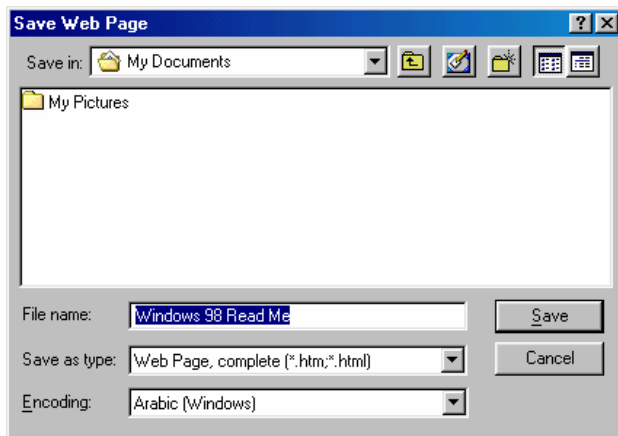 Save Web Page
Save in: My Documents
My Pictures
File name: Windows 98 Read Me Save
Save as type: Web Page, complete (*.htm;*.html) Cancel
Encoding: Arabic (Windows)